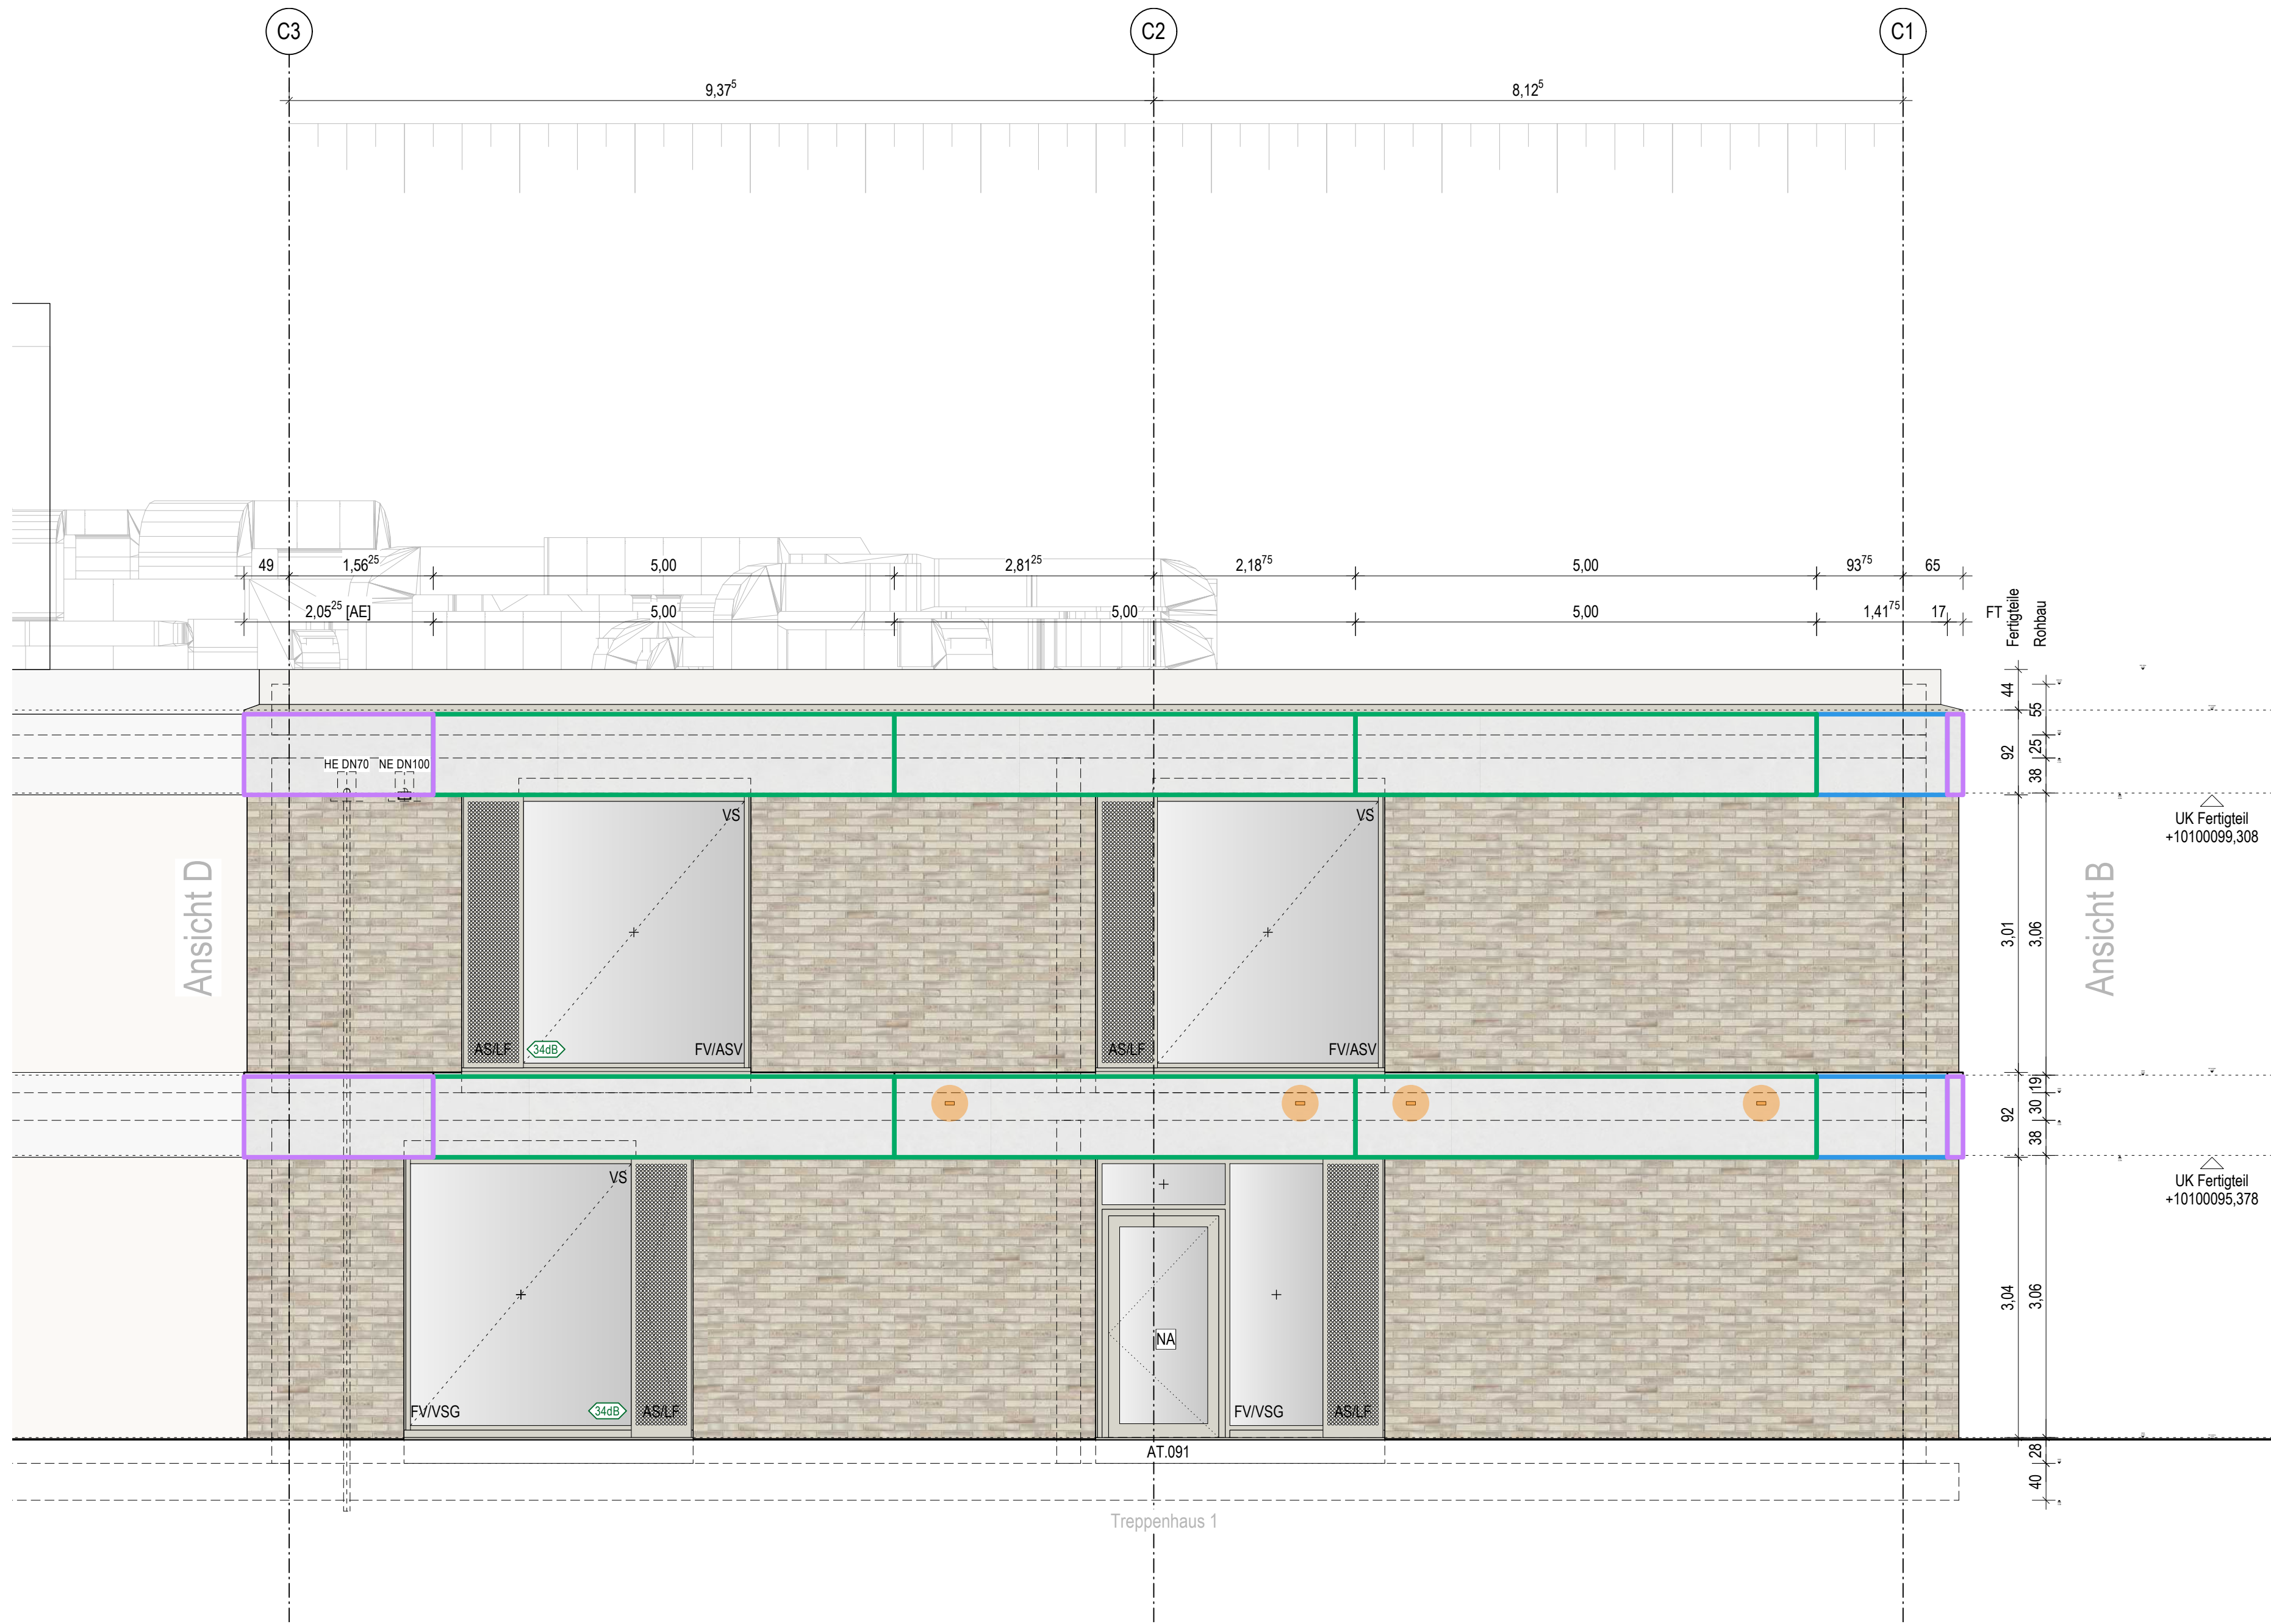 C3
C2
C1
9,37⁵
8,12⁵
49
1,56²⁵
5,00
2,81²⁵
2,18⁷⁵
5,00
93⁷⁵
65
2,05²⁵ [AE]
5,00
5,00
5,00
1,41⁷⁵
17
FT
Fertigteile
Rohbau
44
55
92
25
38
HE DN70
NE DN100
UK Fertigteil
+10100099,308
VS
VS
Ansicht D
Ansicht B
3,01
3,06
AS/LF
34dB
FV/ASV
AS/LF
FV/ASV
92
19
30
38
UK Fertigteil
+10100095,378
VS
3,04
3,06
NA
FV/VSG
34dB
AS/LF
FV/VSG
AS/LF
AT.091
28
40
Treppenhaus 1